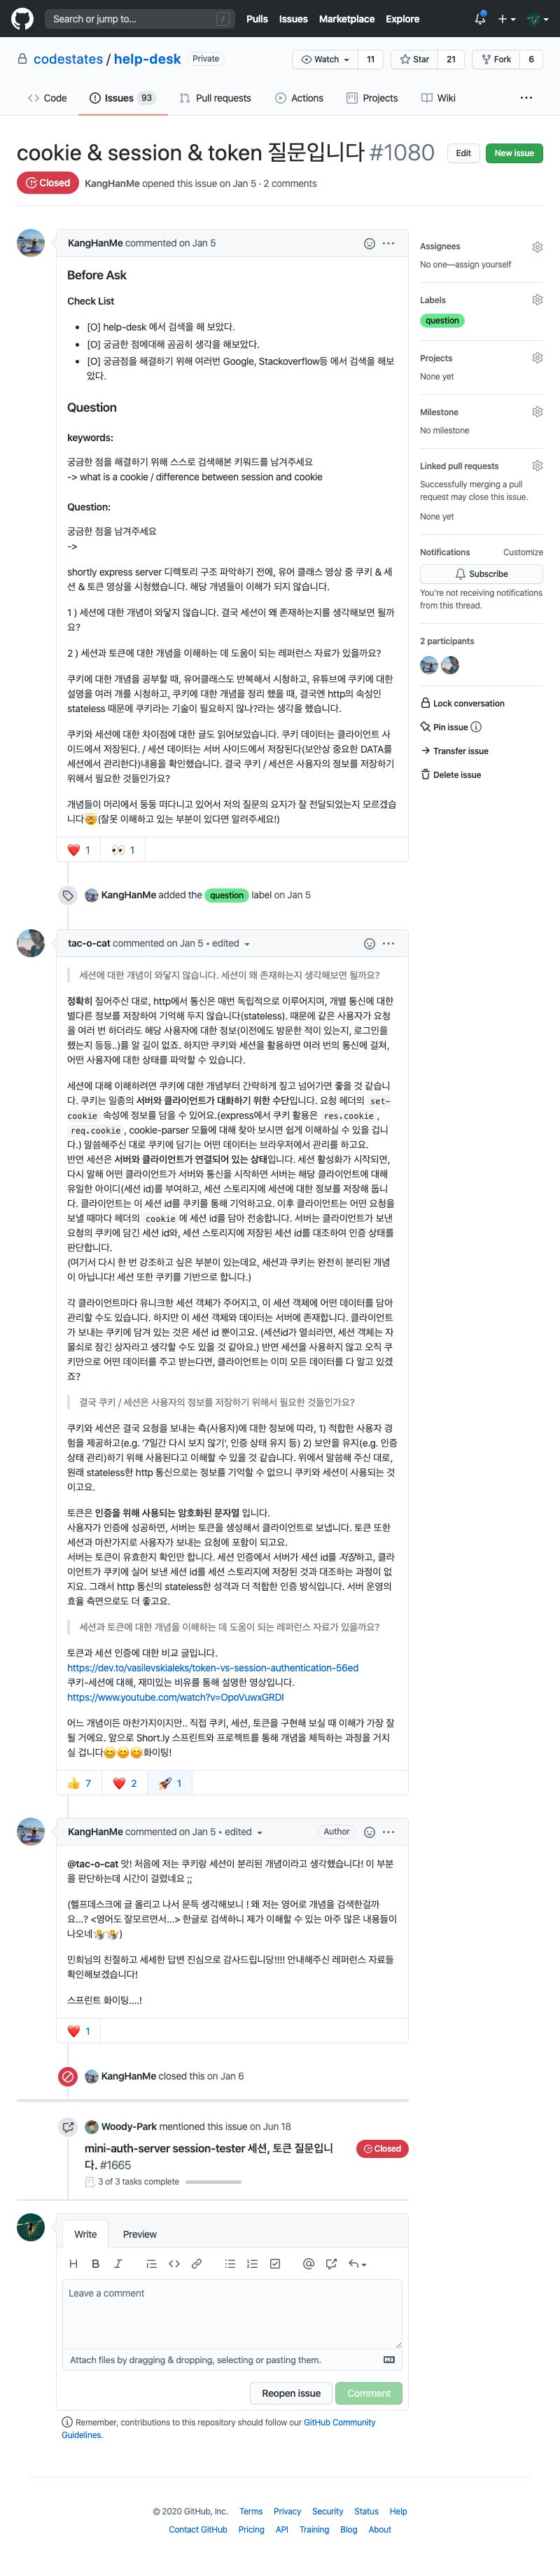 Search or jump to...
/
Pulls Issues Marketplace Explore
codestates / help-desk Private
Watch 11 Star 21 Fork 6
Code Issues 93 Pull requests Actions Projects Wiki
cookie & session & token 질문입니다 #1080
Edit New issue
Closed KangHanMe opened this issue on Jan 5 · 2 comments
KangHanMe commented on Jan 5
Before Ask
Check List
• [O] help-desk 에서 검색을 해 보았다.
• [O] 궁금한 점에대해 곰곰히 생각을 해보았다.
• [O] 궁금점을 해결하기 위해 여러번 Google, Stackoverflow등 에서 검색을 해보
았다.
Question
keywords:
궁금한 점을 해결하기 위해 스스로 검색해본 키워드를 남겨주세요
-> what is a cookie / difference between session and cookie
Question:
궁금한 점을 남겨주세요
->
shortly express server 디렉토리 구조 파악하기 전에, 유어 클래스 영상 중 쿠키 & 세
션 & 토큰 영상을 시청했습니다. 해당 개념들이 이해가 되지 않습니다.
1 ) 세션에 대한 개념이 와닿지 않습니다. 결국 세션이 왜 존재하는지를 생각해보면 될까
요?
2 ) 세션과 토큰에 대한 개념을 이해하는 데 도움이 되는 레퍼런스 자료가 있을까요?
쿠키에 대한 개념을 공부할 때, 유어클래스도 반복해서 시청하고, 유튜브에 쿠키에 대한
설명을 여러 개를 시청하고, 쿠키에 대한 개념을 정리 했을 때, 결국엔! http의 속성인
stateless 때문에 쿠키라는 기술이 필요하지 않나?라는 생각을 했습니다.
쿠키와 세션에 대한 차이점에 대한 글도 읽어보았습니다. 쿠키 데이터는 클라이언트 사
이드에서 저장된다. / 세션 데이터는 서버 사이드에서 저장된다(보안상 중요한 DATA를
세션에서 관리한다)내용을 확인했습니다. 결국 쿠키 / 세션은 사용자의 정보를 저장하기
위해서 필요한 것들인가요?
개념들이 머리에서 둥둥 떠다니고 있어서 저의 질문의 요지가 잘 전달되었는지 모르겠습
니다🤯(잘못 이해하고 있는 부분이 있다면 알려주세요!)
❤️ 1 👀 1
KangHanMe added the question label on Jan 5
tac-o-cat commented on Jan 5 • edited
세션에 대한 개념이 와닿지 않습니다. 세션이 왜 존재하는지 생각해보면 될까요?
정확히 짚어주신 대로, http에서 통신은 매번 독립적으로 이루어지며, 개별 통신에 대한
별다른 정보를 저장하여 기억해 두지 않습니다(stateless). 때문에 같은 사용자가 요청
을 여러 번 하더라도 해당 사용자에 대한 정보(이전에도 방문한 적이 있는지, 로그인을
했는지 등등..)를 알 길이 없죠. 하지만 쿠키와 세션을 활용하면 여러 번의 통신에 걸쳐,
어떤 사용자에 대한 상태를 파악할 수 있습니다.
세션에 대해 이해하려면 쿠키에 대한 개념부터 간략하게 짚고 넘어가면 좋을 것 같습니
다. 쿠키는 일종의 서버와 클라이언트가 대화하기 위한 수단입니다. 요청 헤더의 set-
cookie 속성에 정보를 담을 수 있어요.(express에서 쿠키 활용은 res.cookie ,
req.cookie , cookie-parser 모듈에 대해 찾아 보시면 쉽게 이해하실 수 있을 겁니
다.) 말씀해주신 대로 쿠키에 담기는 어떤 데이터는 브라우저에서 관리를 하고요.
반면 세션은 서버와 클라이언트가 연결되어 있는 상태입니다. 세션 활성화가 시작되면,
다시 말해 어떤 클라이언트가 서버와 통신을 시작하면 서버는 해당 클라이언트에 대해
유일한 아이디(세션 id)를 부여하고, 세션 스토리지에 세션에 대한 정보를 저장해 둡니
다. 클라이언트는 이 세션 id를 쿠키를 통해 기억하고요. 이후 클라이언트는 어떤 요청을
보낼 때마다 헤더의 cookie 에 세션 id를 담아 전송합니다. 서버는 클라이언트가 보낸
요청의 쿠키에 담긴 세션 id와, 세션 스토리지에 저장된 세션 id를 대조하여 인증 상태를
판단합니다.
(여기서 다시 한 번 강조하고 싶은 부분이 있는데요, 세션과 쿠키는 완전히 분리된 개념
이 아닙니다! 세션 또한 쿠키를 기반으로 합니다.)
각 클라이언트마다 유니크한 세션 객체가 주어지고, 이 세션 객체에 어떤 데이터를 담아
관리할 수도 있습니다. 하지만 이 세션 객체와 데이터는 서버에 존재합니다. 클라이언트
가 보내는 쿠키에 담겨 있는 것은 세션 id 뿐이고요. (세션id가 열쇠라면, 세션 객체는 자
물쇠로 잠긴 상자라고 생각할 수도 있을 것 같아요.) 반면 세션을 사용하지 않고 오직 쿠
키만으로 어떤 데이터를 주고 받는다면, 클라이언트는 이미 모든 데이터를 다 알고 있겠
죠?
결국 쿠키 / 세션은 사용자의 정보를 저장하기 위해서 필요한 것들인가요?
쿠키와 세션은 결국 요청을 보내는 측(사용자)에 대한 정보에 따라, 1) 적합한 사용자 경
험을 제공하고(e.g. '7일간 다시 보지 않기', 인증 상태 유지 등) 2) 보안을 유지(e.g. 인증
상태 관리)하기 위해 사용된다고 이해할 수 있을 것 같습니다. 위에서 말씀해 주신 대로,
원래 stateless한 http 통신으로는 정보를 기억할 수 없으니 쿠키와 세션이 사용되는 것
이고요.
토큰은 인증을 위해 사용되는 암호화된 문자열 입니다.
사용자가 인증에 성공하면, 서버는 토큰을 생성해서 클라이언트로 보냅니다. 토큰 또한
세션과 마찬가지로 사용자가 보내는 요청에 포함이 되고요.
서버는 토큰이 유효한지 확인만 합니다. 세션 인증에서 서버가 세션 id를 저장하고, 클라
이언트가 실어 보낸 세션 id를 세션 스토리지에 저장된 것과 대조하는 과정이 없
지요. 그래서 http 통신의 stateless한 성격과 더 적합한 인증 방식입니다. 서버 운영의
효율 측면으로도 더 좋고요.
세션과 토큰에 대한 개념을 이해하는 데 도움이 되는 레퍼런스 자료가 있을까요?
토큰과 세션 인증에 대한 비교 글입니다.
https://dev.to/vasilevskialeks/token-vs-session-authentication-56ed
쿠키-세션에 대해, 재미있는 비유를 통해 설명한 영상입니다.
https://www.youtube.com/watch?v=OpoVuwxGRDI
어느 개념이든 마찬가지이지만.. 직접 쿠키, 세션, 토큰을 구현해 보실 때 이해가 가장 잘
될 거에요. 앞으로 Short.ly 스프린트와 프로젝트를 통해 개념을 체득하는 과정을 거치
실 겁니다😊😊😊화이팅!
👍 7 ❤️ 2 🚀 1
KangHanMe commented on Jan 5 • edited Author
@tac-o-cat 앗! 처음에 저는 쿠키랑 세션이 분리된 개념이라고 생각했습니다! 이 부분
을 판단하는데 시간이 걸렸네요 ;;
(헬프데스크에 글 올리고 나서 문득 생각해보니 ! 왜 저는 영어로 개념을 검색한걸까
요...? <영어도 잘모르면서...> 한글로 검색하니 제가 이해할 수 있는 아주 많은 내용들이
나오네)
민희님의 친절하고 세세한 답변 진심으로 감사드립니당!!!! 안내해주신 레퍼런스 자료들
확인해보겠습니다!
스프린트 화이팅....!
❤️ 1
KangHanMe closed this on Jan 6
Woody-Park mentioned this issue on Jun 18
mini-auth-server session-tester 세션, 토큰 질문입니
다. #1665
Closed
3 of 3 tasks complete
Write Preview
Leave a comment
Attach files by dragging & dropping, selecting or pasting them.
Reopen issue Comment
Remember, contributions to this repository should follow our GitHub Community
Guidelines.
Assignees
No one—assign yourself
Labels
question
Projects
None yet
Milestone
No milestone
Linked pull requests
Successfully merging a pull
request may close this issue.
None yet
Notifications Customize
Subscribe
You're not receiving notifications
from this thread.
2 participants
Lock conversation
Pin issue
Transfer issue
Delete issue
© 2020 GitHub, Inc. Terms Privacy Security Status Help
Contact GitHub Pricing API Training Blog About